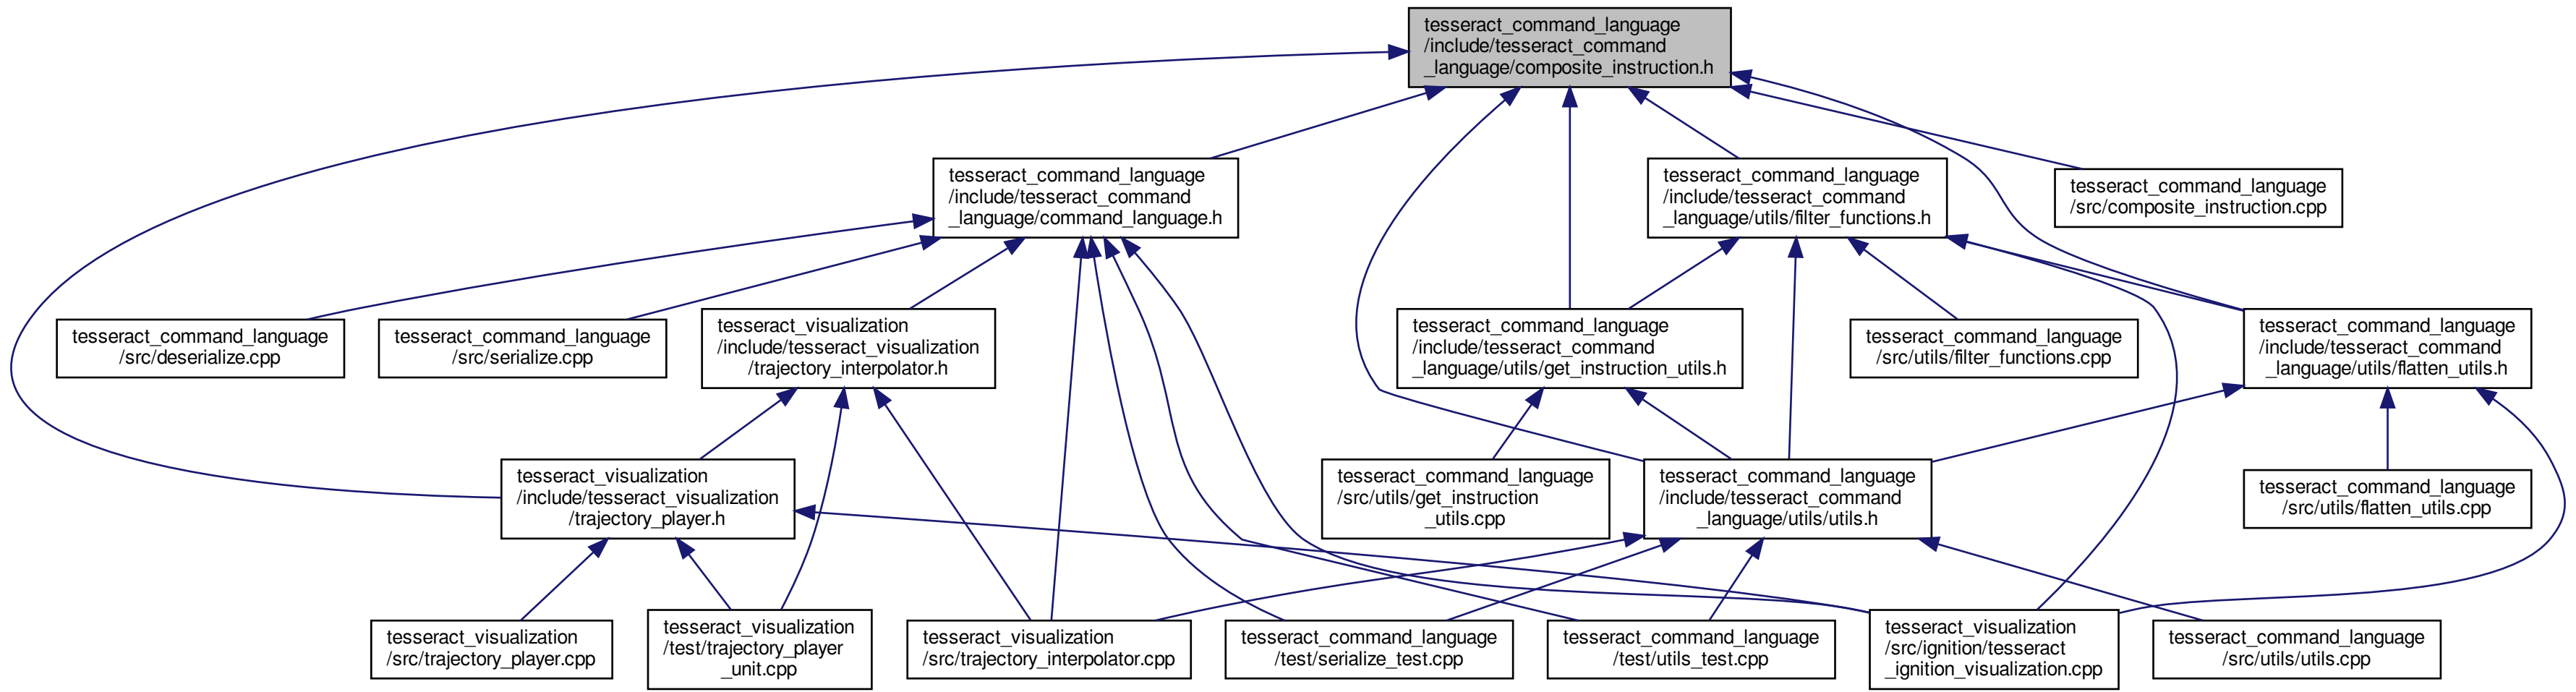 tesseract_command_language
/include/tesseract_command
_language/composite_instruction.h
tesseract_command_language
/include/tesseract_command
_language/command_language.h
tesseract_command_language
/include/tesseract_command
_language/utils/filter_functions.h
tesseract_command_language
/src/composite_instruction.cpp
tesseract_command_language
/src/deserialize.cpp
tesseract_command_language
/src/serialize.cpp
tesseract_visualization
/include/tesseract_visualization
/trajectory_interpolator.h
tesseract_command_language
/include/tesseract_command
_language/utils/get_instruction_utils.h
tesseract_command_language
/src/utils/filter_functions.cpp
tesseract_command_language
/include/tesseract_command
_language/utils/flatten_utils.h
tesseract_visualization
/include/tesseract_visualization
/trajectory_player.h
tesseract_command_language
/src/utils/get_instruction
_utils.cpp
tesseract_command_language
/include/tesseract_command
_language/utils/utils.h
tesseract_command_language
/src/utils/flatten_utils.cpp
tesseract_visualization
/src/trajectory_player.cpp
tesseract_visualization
/test/trajectory_player
_unit.cpp
tesseract_visualization
/src/trajectory_interpolator.cpp
tesseract_command_language
/test/serialize_test.cpp
tesseract_command_language
/test/utils_test.cpp
tesseract_visualization
/src/ignition/tesseract
_ignition_visualization.cpp
tesseract_command_language
/src/utils/utils.cpp